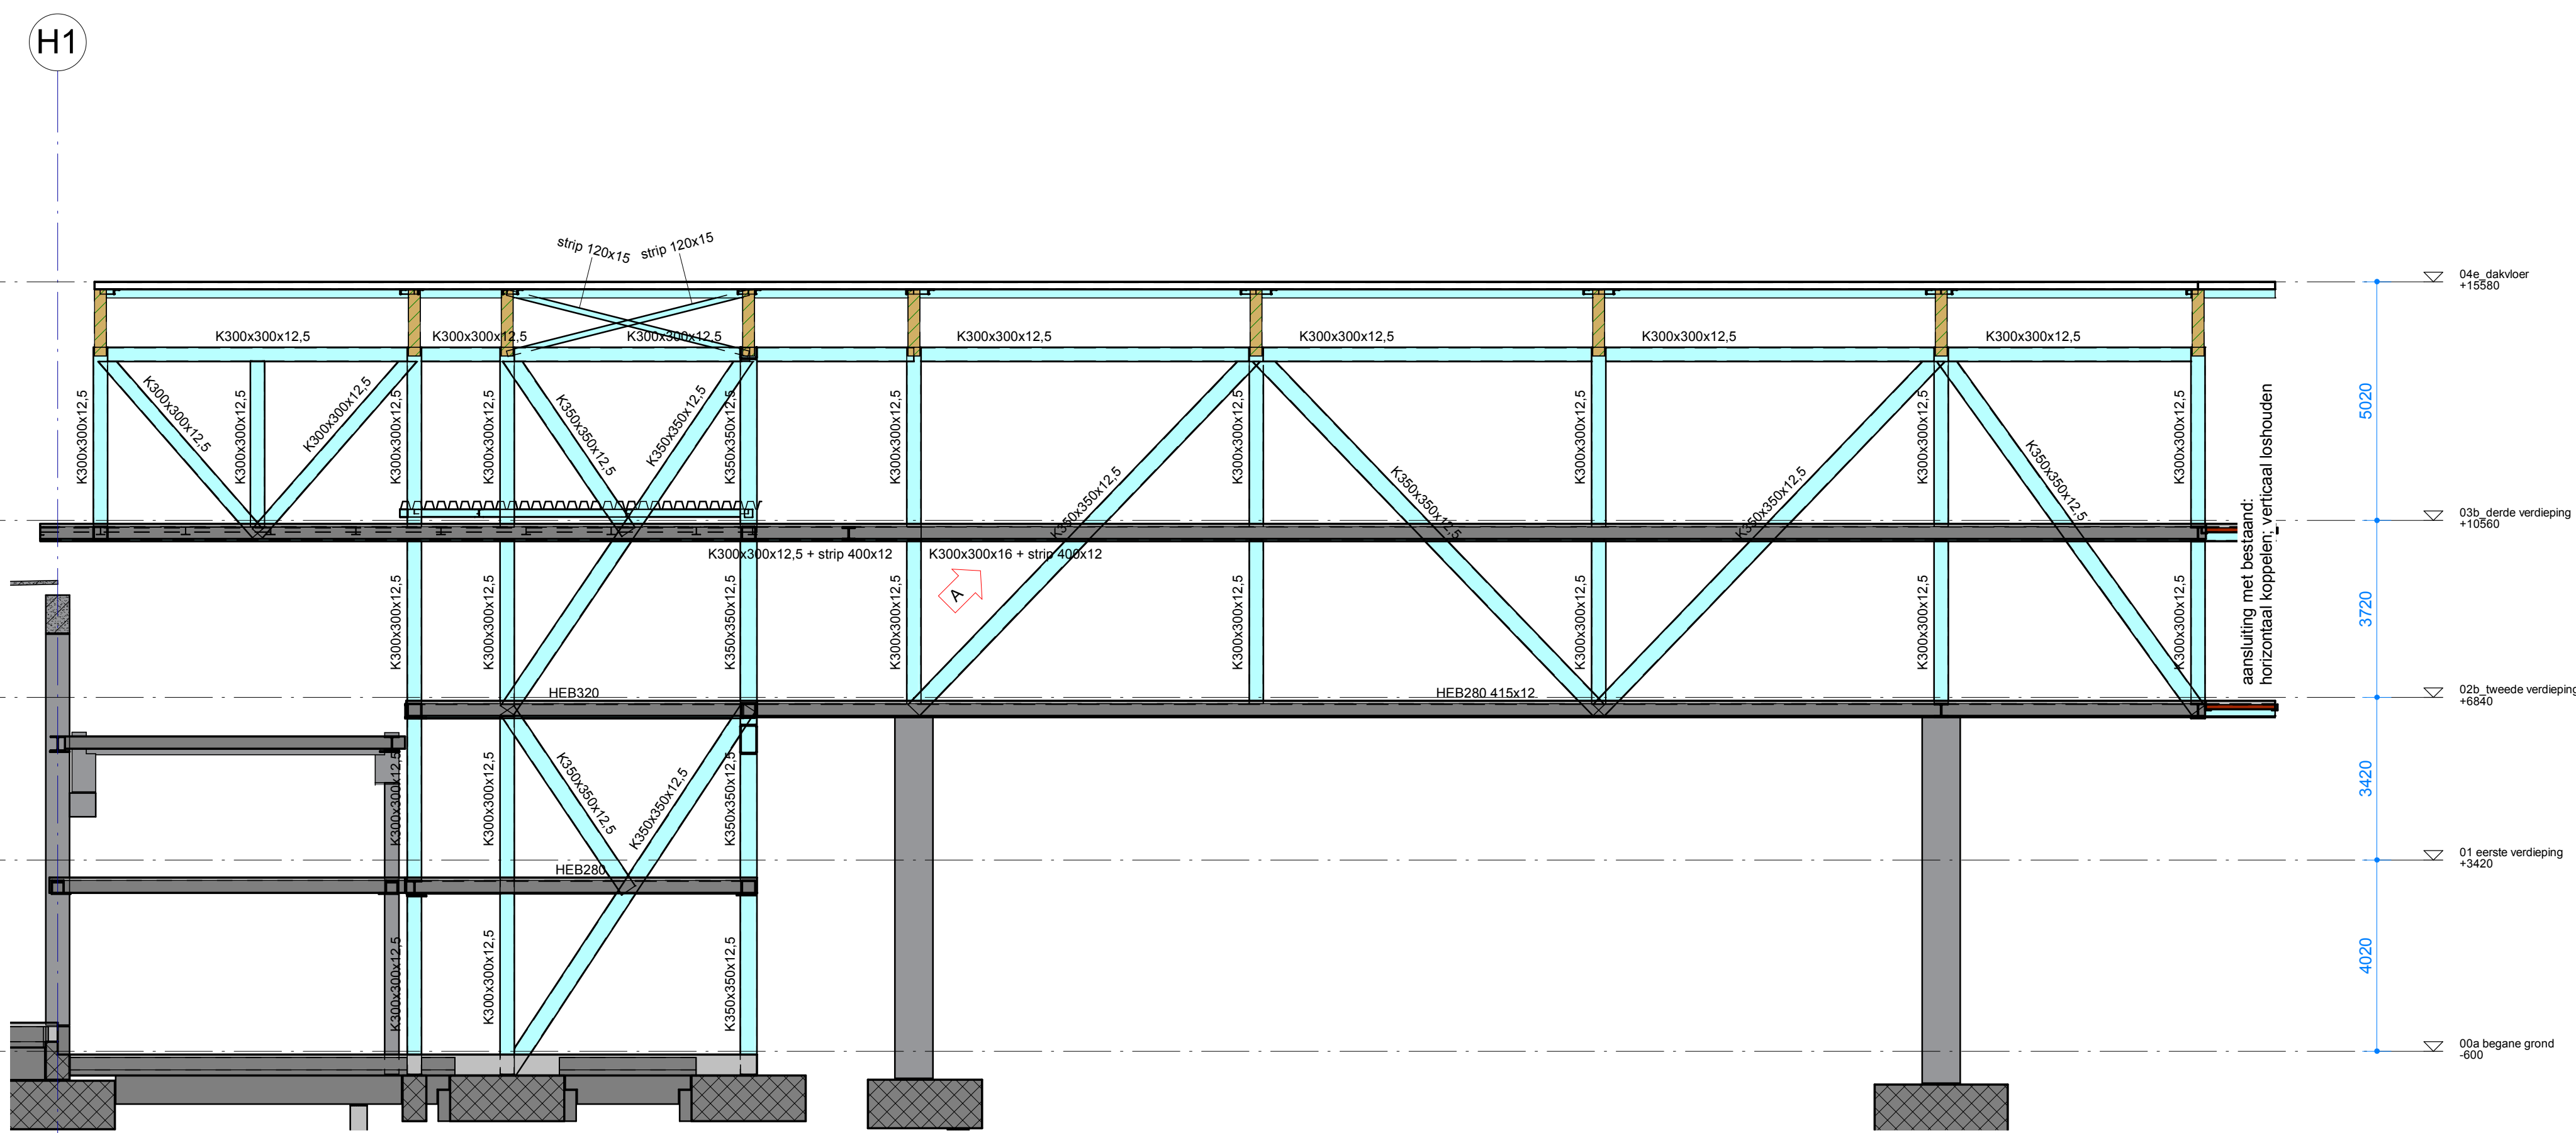 H1
strip 120x15
strip 120x15
04e_dakvloer
+15580
K300x300x12,5
K300x300x12,5
K300x300x12,5
K300x300x12,5
K300x300x12,5
K300x300x12,5
K300x300x12,5
K300x300x12,5
K300x300x12,5
K300x300x12,5
K300x300x12,5
K300x300x12,5
K300x300x12,5
K350x350x12,5
K350x350x12,5
K350x350x12,5
K300x300x12,5
K300x300x12,5
K300x300x12,5
K300x300x12,5
K350x350x12,5
K300x300x12,5
5020
K350x350x12,5
K350x350x12,5
K350x350x12,5
03b_derde verdieping
+10560
K300x300x12,5 + strip 400x12
K300x300x16 + strip 400x12
A
aansluiting met bestand:
horizontaal koppelen; verticaal loshouden
K300x300x12,5
K300x300x12,5
K350x350x12,5
K300x300x12,5
K300x300x12,5
K300x300x12,5
K300x300x12,5
K300x300x12,5
3720
HEB320
HEB280 415x12
02b_tweede verdieping
+6840
K300x300x12,5
K300x300x12,5
K350x350x12,5
K350x350x12,5
K350x350x12,5
3420
HEB280
01 eerste verdieping
+3420
K300x300x12,5
K300x300x12,5
K350x350x12,5
4020
00a begane grond
-600